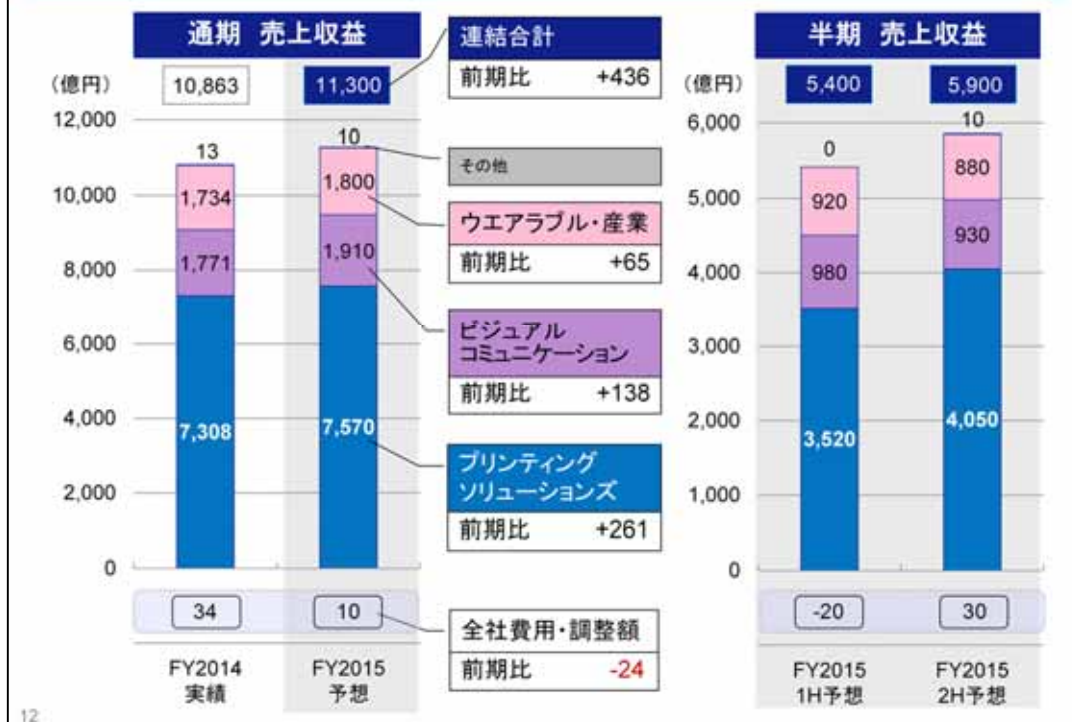 通期 売上収益
(億円)
10,863
11,300
12,000
10,000
8,000
6,000
4,000
2,000
0
13
1,734
1,771
7,308
10
1,800
1,910
7,570
34
10
FY2014
実績
FY2015
予想
連結合計
前期比 +436
その他
ウエアラブル・産業
前期比 +65
ビジュアル
コミュニケーション
前期比 +138
プリンティング
ソリューションズ
前期比 +261
全社費用・調整額
前期比 -24
半期 売上収益
(億円)
5,400
5,900
6,000
5,000
4,000
3,000
2,000
1,000
0
0
920
980
3,520
10
880
930
4,050
-20
30
FY2015
1H予想
FY2015
2H予想
12